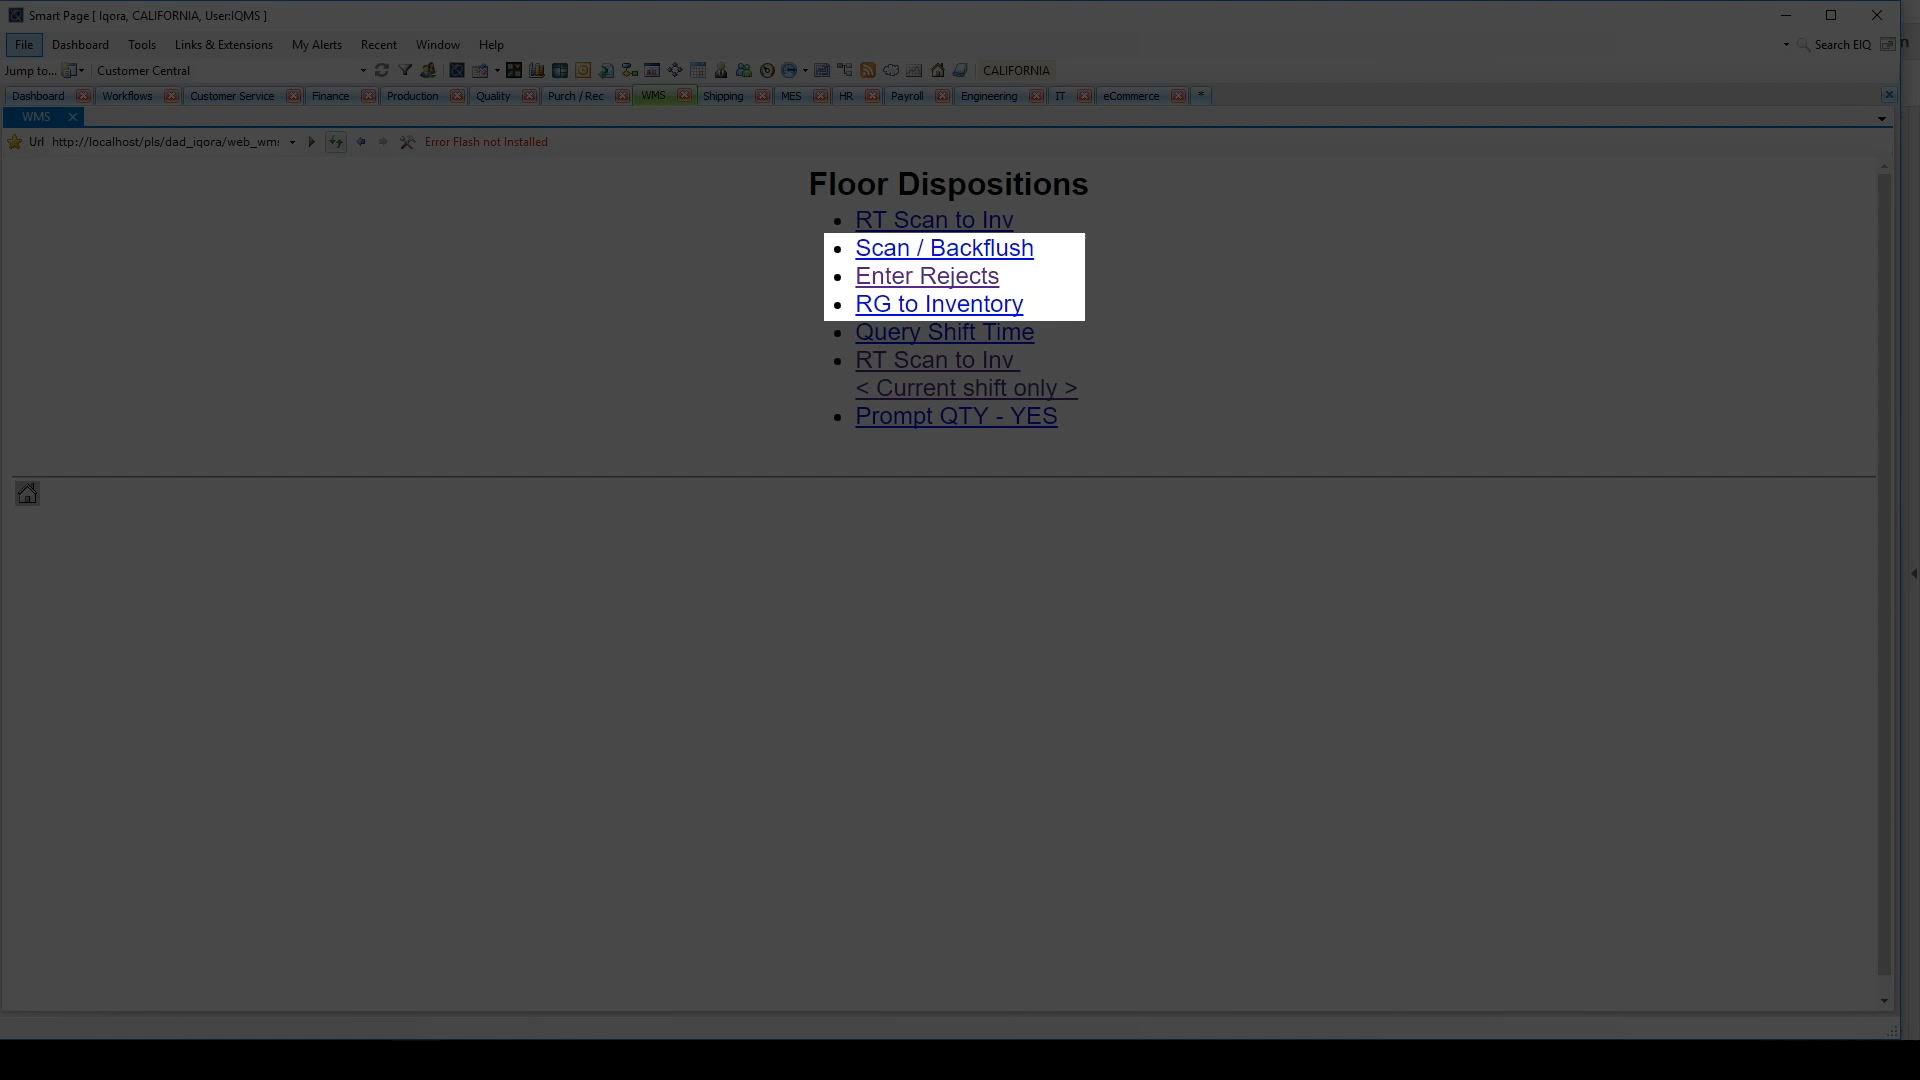 Smart Page [ Iqora, CALIFORNIA, User:IQMS ]
File Dashboard Tools Links & Extensions My Alerts Recent Window Help Search EIQ
Jump to... Customer Central CALIFORNIA
Dashboard Workflows Customer Service Finance Production Quality Purch / Rec WMS Shipping MES HR Payroll Engineering IT eCommerce *
WMS
Url http://localhost/pls/dad_iqora/web_wms Error Flash not Installed
Floor Dispositions
RT Scan to Inv
Scan / Backflush
Enter Rejects
RG to Inventory
Query Shift Time
RT Scan to Inv
< Current shift only >
Prompt QTY - YES